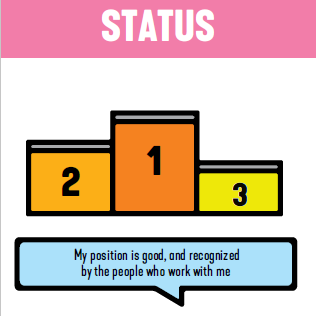 STATUS
1
2
3
My position is good, and recognized
by the people who work with me